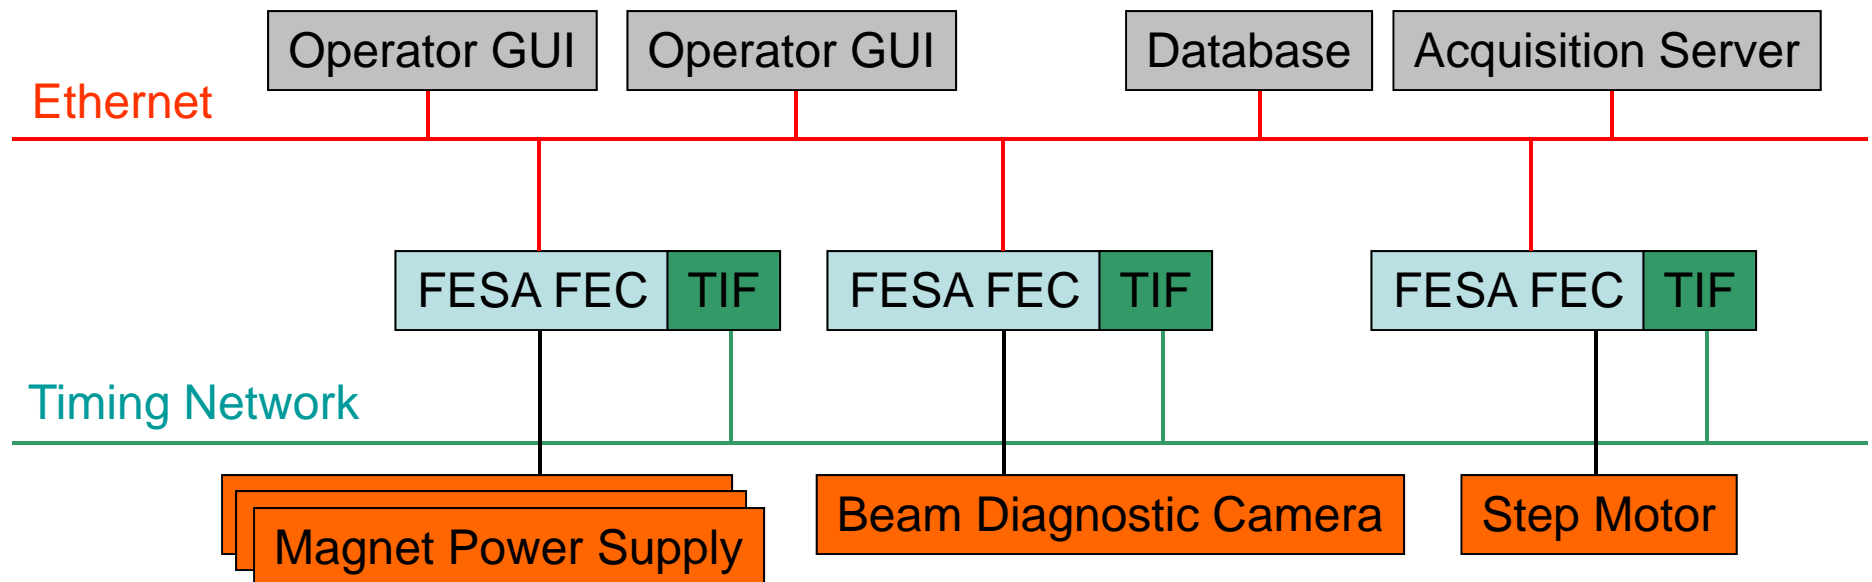 Operator GUI
Operator GUI
Database
Acquisition Server
Ethernet
FESA FEC
TIF
FESA FEC
TIF
FESA FEC
TIF
Timing Network
Magnet Power Supply
Beam Diagnostic Camera
Step Motor